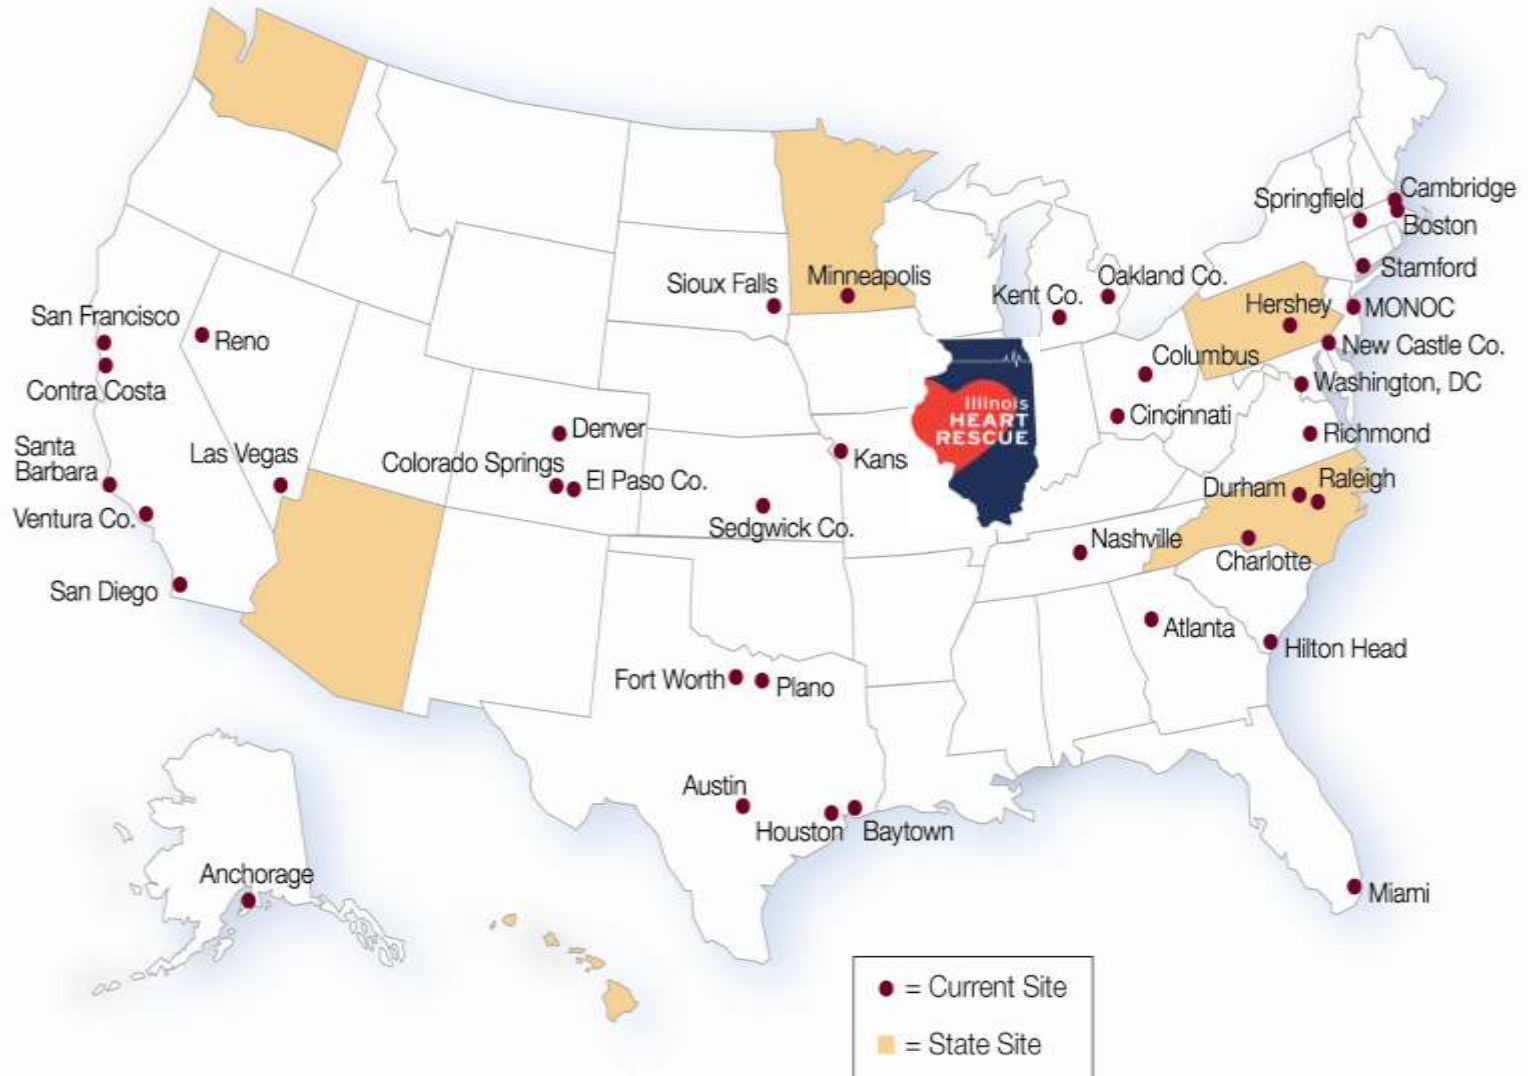 Cambridge
Springfield
Boston
Stamford
Oakland Co.
Minneapolis
Sioux Falls
Kent Co.
Hershey
MONOC
San Francisco
Reno
New Castle Co.
Columbus
Washington, DC
Contra Costa
Illinois
HEART
RESCUE
Cincinnati
Denver
Richmond
Santa
Barbara
Las Vegas
Colorado Springs
Kans
El Paso Co.
Raleigh
Durham
Ventura Co.
Sedgwick Co.
Nashville
Charlotte
San Diego
Atlanta
Hilton Head
Fort Worth
Plano
Austin
Houston
Baytown
Anchorage
Miami
= Current Site
= State Site